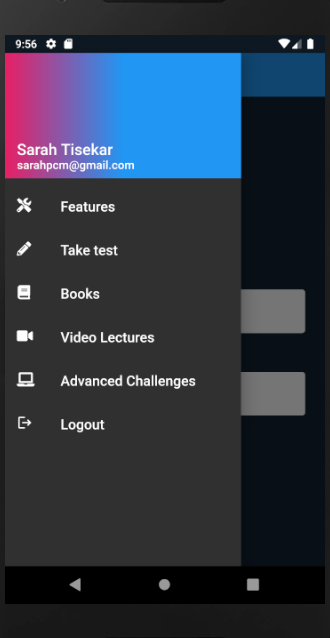 9:56
Sarah Tisekar
sarahpcm@gmail.com
Features
Take test
Books
Video Lectures
Advanced Challenges
Logout